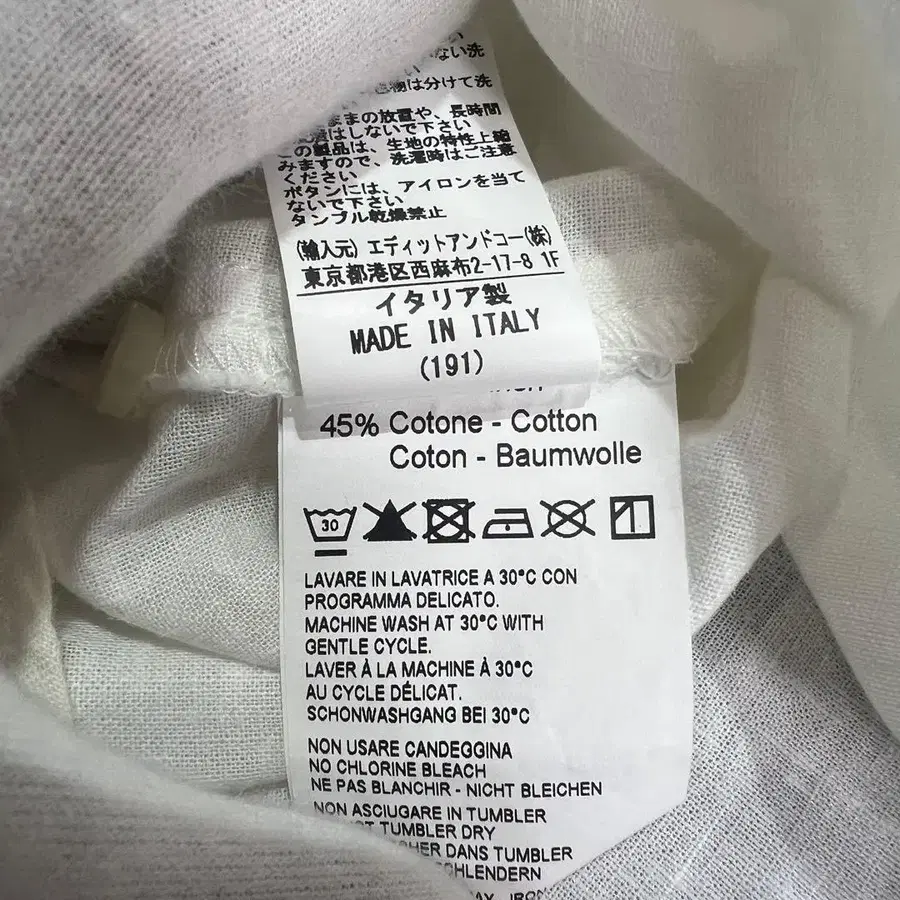 ない洗
物は分けて洗
ままの放置や、長時間
はしないで下さい
この製品は、生地の特性上縮
みますので、洗濯時はご注意
ください
ボタンには、アイロンを当て
ないで下さい
タンブル乾燥禁止
(輸入元) エディットアンドコー(株)
東京都港区西麻布2-17-8 1F
イタリア製
MADE IN ITALY
(191)
45% Cotone - Cotton
Coton - Baumwolle
30
LAVARE IN LAVATRICE A 30°C CON
PROGRAMMA DELICATO.
MACHINE WASH AT 30°C WITH
GENTLE CYCLE.
LAVER À LA MACHINE À 30°C
AU CYCLE DÉLICAT.
SCHONWASHGANG BEI 30°C
NON USARE CANDEGGINA
NO CHLORINE BLEACH
NE PAS BLANCHIR - NICHT BLEICHEN
NON ASCIUGARE IN TUMBLER
TUMBLER DRY
DANS TUMBLER